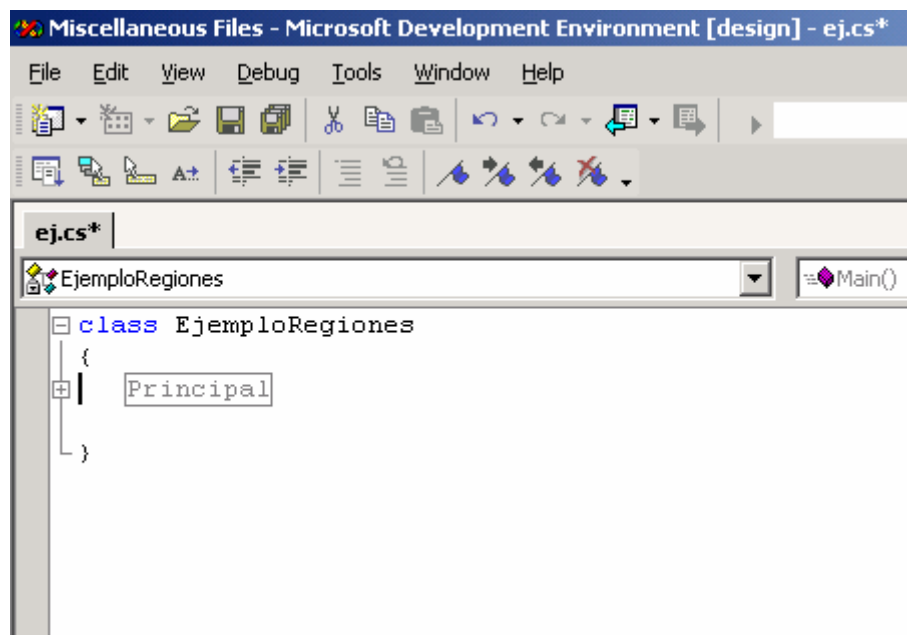 Miscellaneous Files - Microsoft Development Environment [design] - ej.cs*
File Edit View Debug Tools Window Help
ej.cs*
EjemploRegiones Main()
class EjemploRegiones
{
Principal
}